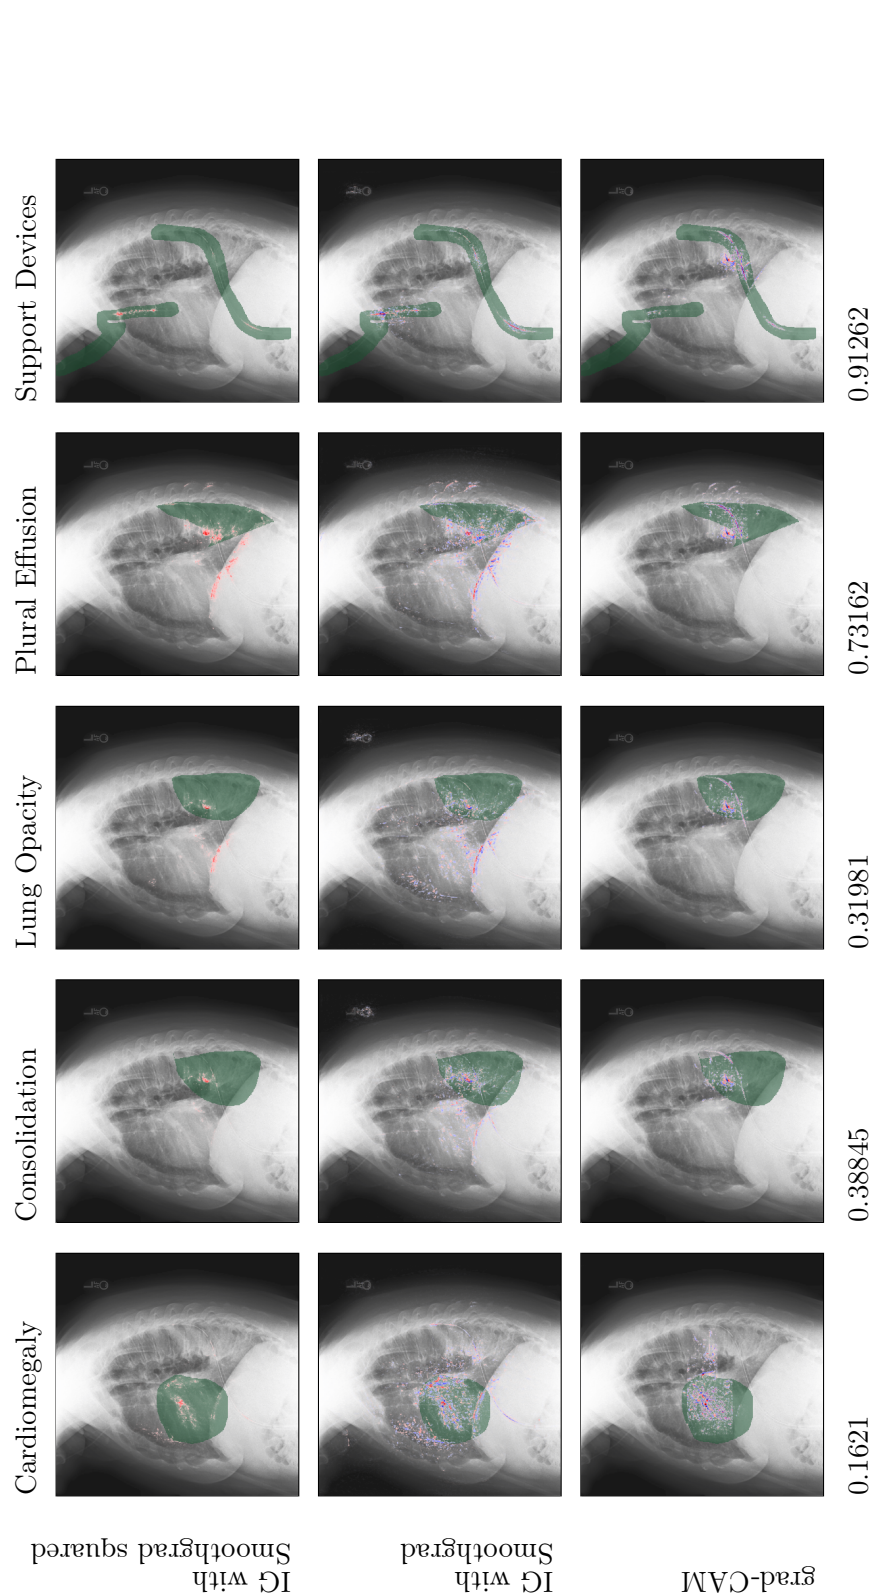 Cardiomegaly
Consolidation
Lung Opacity
Plural Effusion
Support Devices
IG with
Smoothgrad squared
IG with
Smoothgrad
grad-CAM
0.1621
0.38845
0.31981
0.73162
0.91262